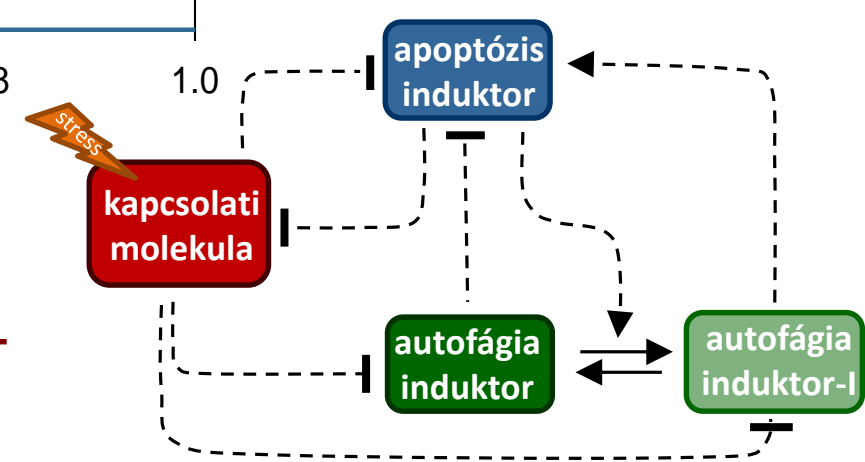 apoptózis
induktor
1.0
stress
kapcsolati
molekula
autofágia
induktor
autofágia
induktor-I